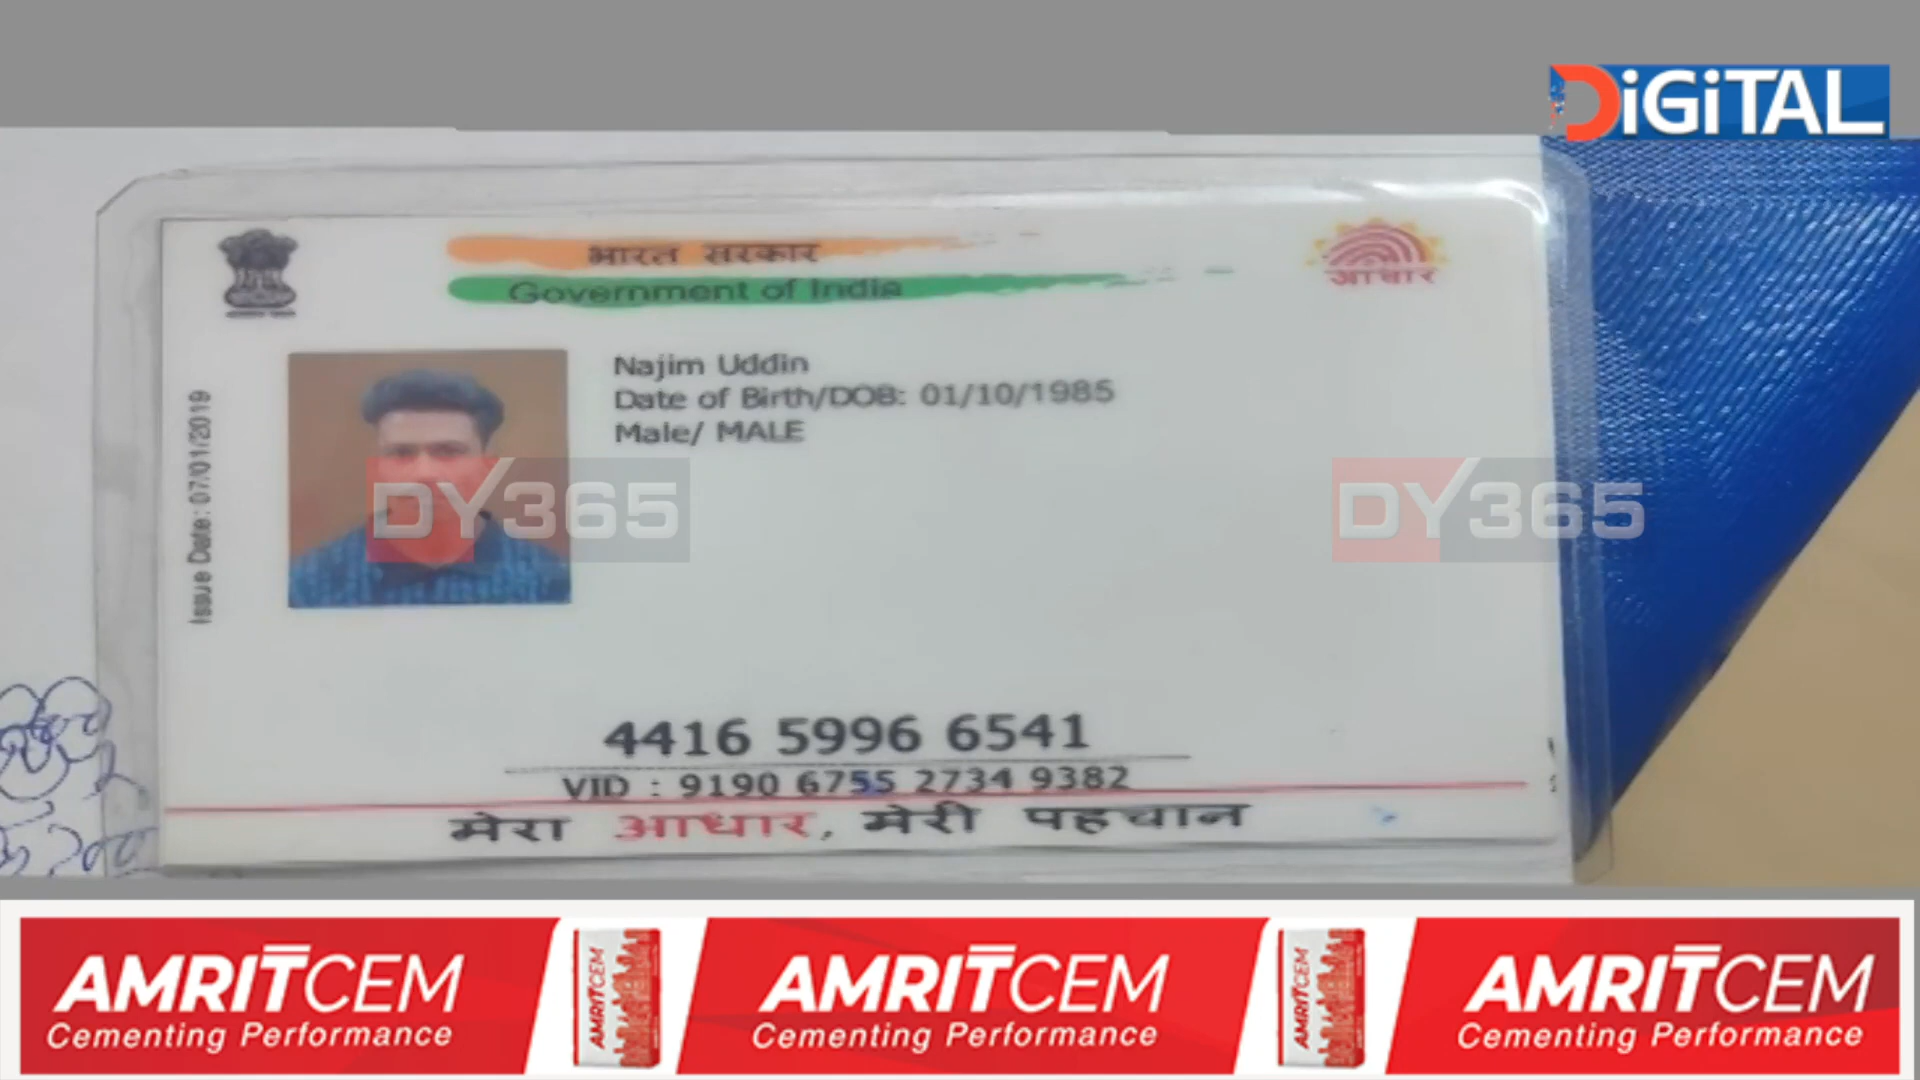 DiGiTAL
भारत सरकार
Government of India
आधार
Issue Date: 07/01/2019
Najim Uddin
Date of Birth/DOB: 01/10/1985
Male/ MALE
DY365
DY365
4416 5996 6541
VID : 9190 6755 2734 9382
मेरा आधार, मेरी पहचान
AMRITCEM
Cementing Performance
AMRITCEM
AMRITCEM
Cementing Performance
AMRITCEM
AMRITCEM
Cementing Performance